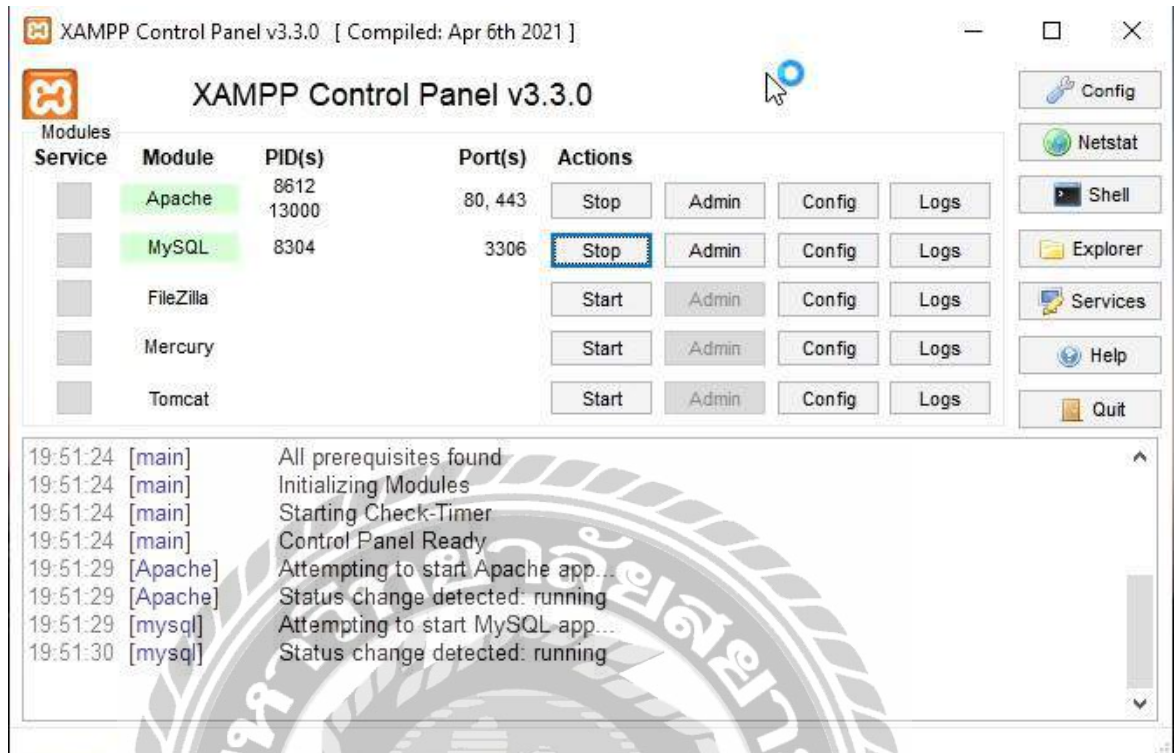 XAMPP Control Panel v3.3.0 [ Compiled: Apr 6th 2021 ]
XAMPP Control Panel v3.3.0
Config
Modules
Service Module PID(s) Port(s) Actions
Netstat
Apache 8612 13000 80, 443 Stop Admin Config Logs
Shell
MySQL 8304 3306 Stop Admin Config Logs
Explorer
FileZilla Start Admin Config Logs
Services
Mercury Start Admin Config Logs
Help
Tomcat Start Admin Config Logs
Quit
19:51:24 [main] All prerequisites found
19:51:24 [main] Initializing Modules
19:51:24 [main] Starting Check-Timer
19:51:24 [main] Control Panel Ready
19:51:29 [Apache] Attempting to start Apache app...
19:51:29 [Apache] Status change detected: running
19:51:29 [mysql] Attempting to start MySQL app...
19:51:30 [mysql] Status change detected: running